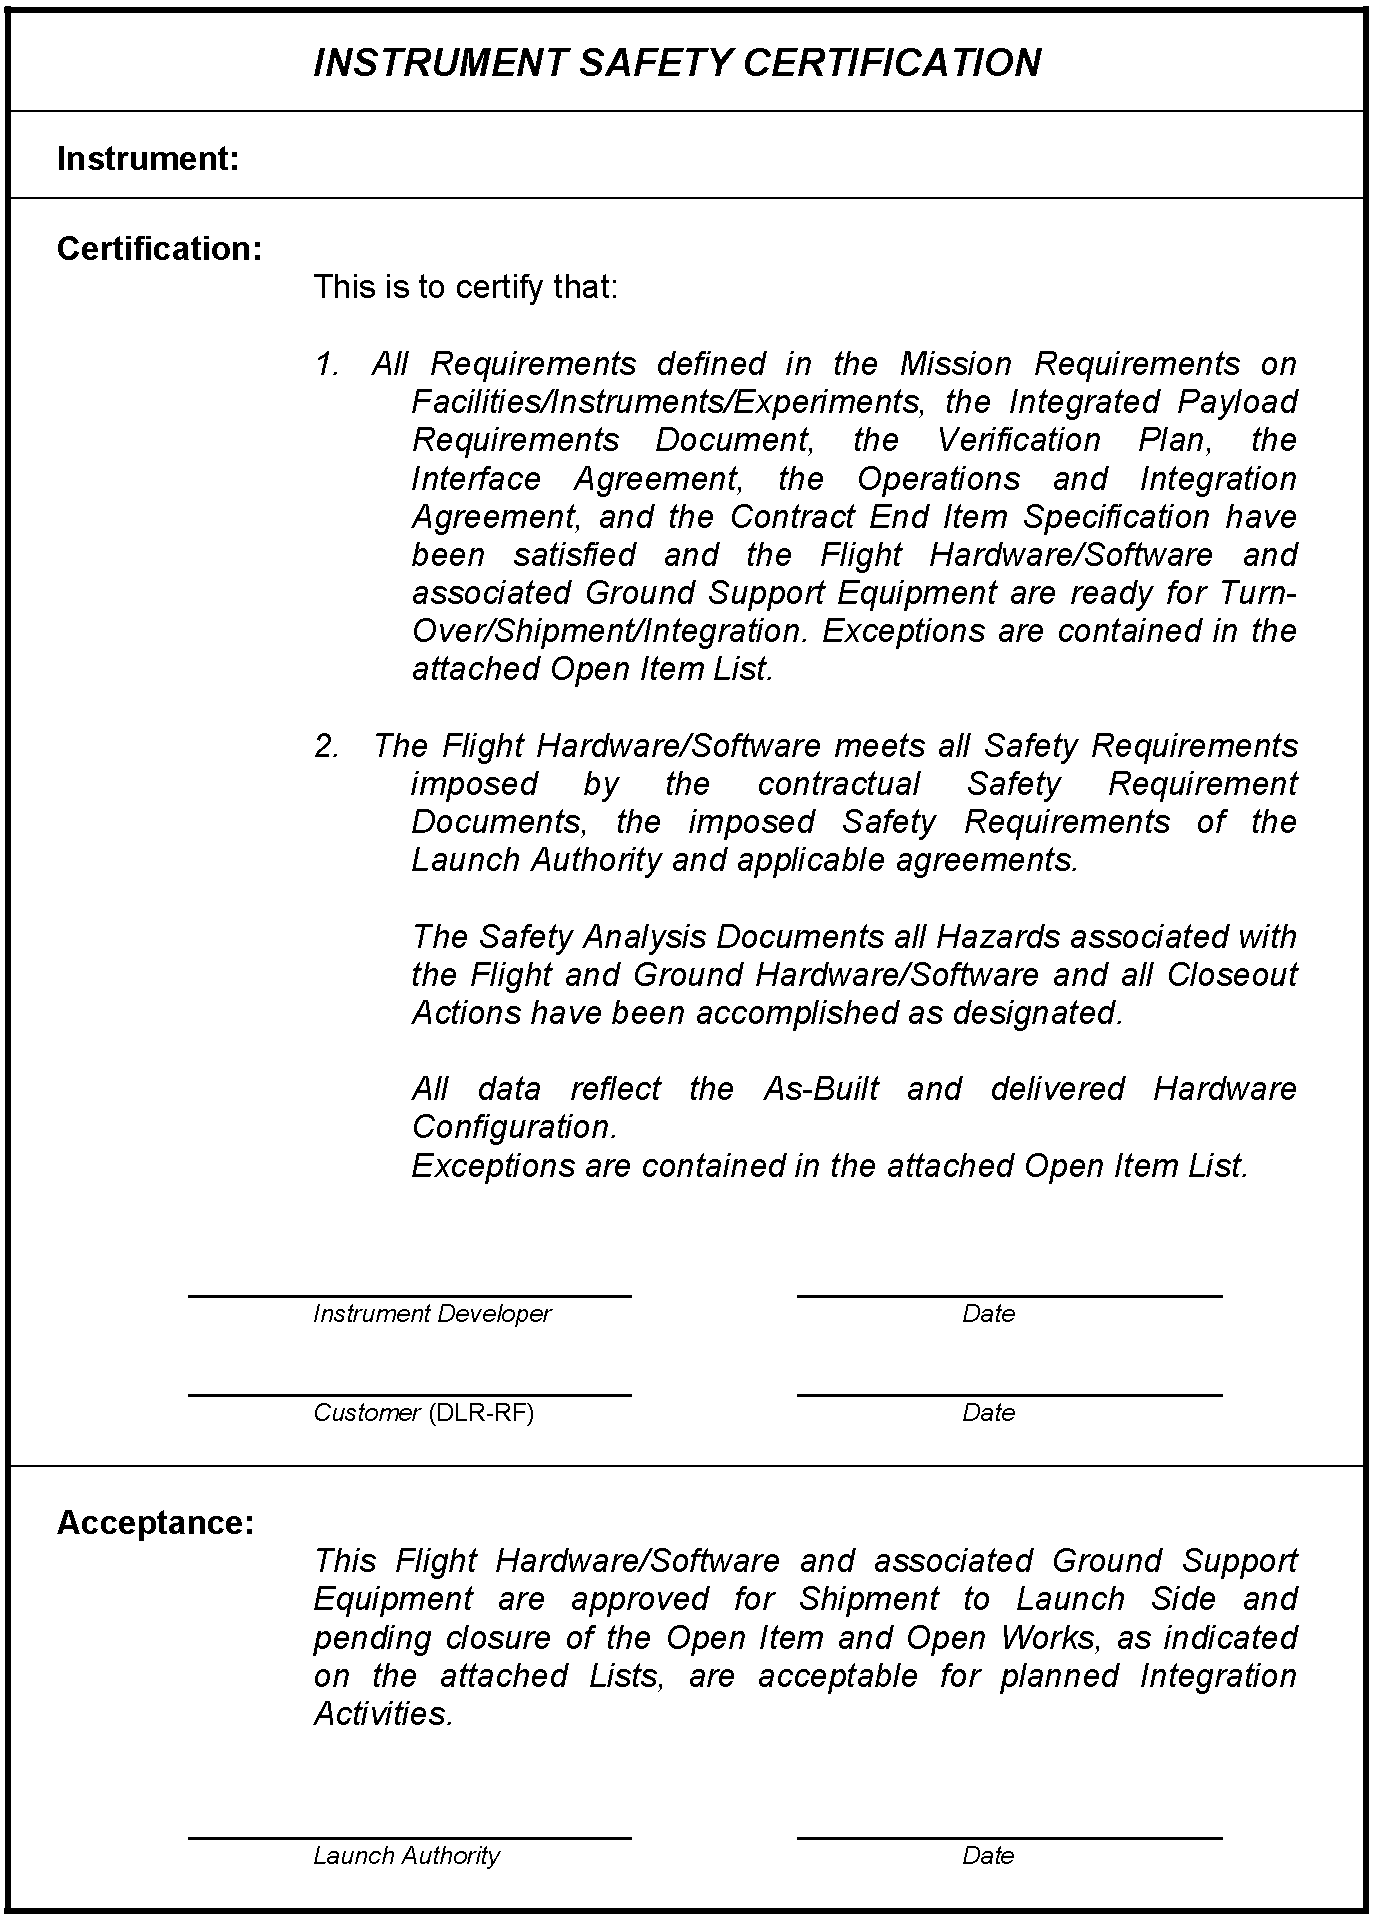 INSTRUMENT SAFETY CERTIFICATION
Instrument:
Certification:
This is to certify that:
1. All Requirements defined in the Mission Requirements on
Facilities/Instruments/Experiments, the Integrated Payload
Requirements Document, the Verification Plan, the
Interface Agreement, the Operations and Integration
Agreement, and the Contract End Item Specification have
been satisfied and the Flight Hardware/Software and
associated Ground Support Equipment are ready for Turn-
Over/Shipment/Integration. Exceptions are contained in the
attached Open Item List.
2. The Flight Hardware/Software meets all Safety Requirements
imposed by the contractual Safety Requirement
Documents, the imposed Safety Requirements of the
Launch Authority and applicable agreements.
The Safety Analysis Documents all Hazards associated with
the Flight and Ground Hardware/Software and all Closeout
Actions have been accomplished as designated.
All data reflect the As-Built and delivered Hardware
Configuration.
Exceptions are contained in the attached Open Item List.
Instrument Developer Date
Customer (DLR-RF) Date
Acceptance:
This Flight Hardware/Software and associated Ground Support
Equipment are approved for Shipment to Launch Side and
pending closure of the Open Item and Open Works, as indicated
on the attached Lists, are acceptable for planned Integration
Activities.
Launch Authority Date